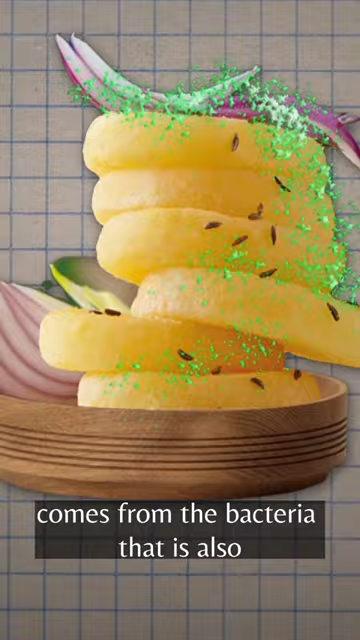 comes from the bacteria
that is also